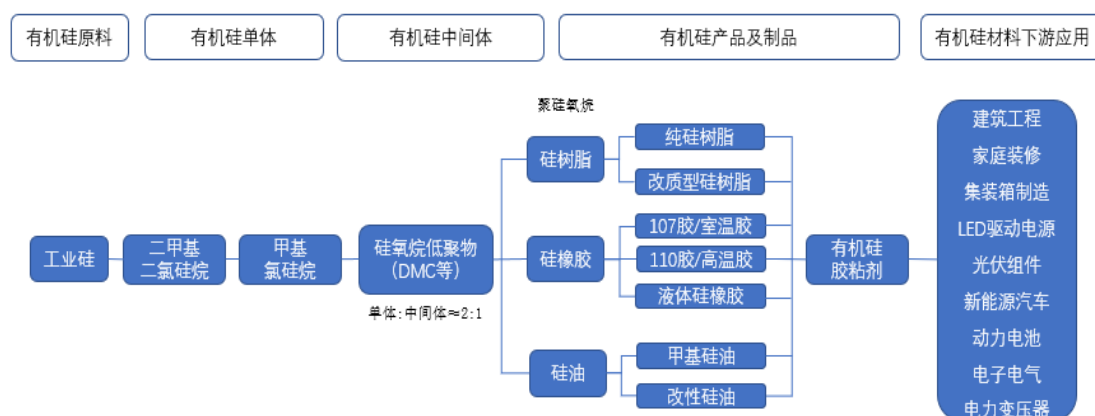 有机硅原料
有机硅单体
有机硅中间体
有机硅产品及制品
有机硅材料下游应用
聚硅氧烷
工业硅
二甲基
二氯硅烷
甲基
氯硅烷
硅氧烷低聚物
(DMC等)
单体:中间体≈2:1
硅树脂
纯硅树脂
改质型硅树脂
硅橡胶
107胶/室温胶
110胶/高温胶
液体硅橡胶
硅油
甲基硅油
改性硅油
有机硅
胶粘剂
建筑工程
家庭装修
集装箱制造
LED驱动电源
光伏组件
新能源汽车
动力电池
电子电气
电力变压器